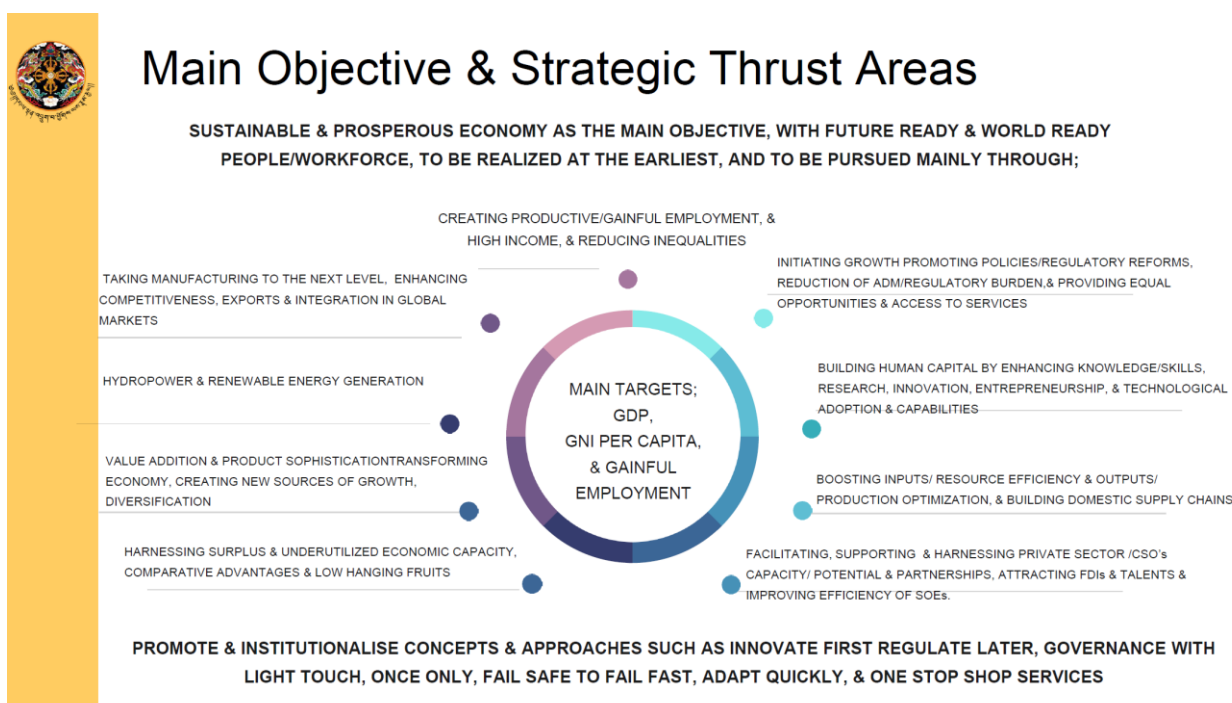 Main Objective & Strategic Thrust Areas
SUSTAINABLE & PROSPEROUS ECONOMY AS THE MAIN OBJECTIVE, WITH FUTURE READY & WORLD READY
PEOPLE/WORKFORCE, TO BE REALIZED AT THE EARLIEST, AND TO BE PURSUED MAINLY THROUGH;
CREATING PRODUCTIVE/GAINFUL EMPLOYMENT, &
HIGH INCOME, & REDUCING INEQUALITIES
INITIATING GROWTH PROMOTING POLICIES/REGULATORY REFORMS,
REDUCTION OF ADM/REGULATORY BURDEN,& PROVIDING EQUAL
OPPORTUNITIES & ACCESS TO SERVICES
BUILDING HUMAN CAPITAL BY ENHANCING KNOWLEDGE/SKILLS,
RESEARCH, INNOVATION, ENTREPRENEURSHIP, & TECHNOLOGICAL
ADOPTION & CAPABILITIES
BOOSTING INPUTS/ RESOURCE EFFICIENCY & OUTPUTS/
PRODUCTION OPTIMIZATION, & BUILDING DOMESTIC SUPPLY CHAINS
FACILITATING, SUPPORTING & HARNESSING PRIVATE SECTOR /CSO's
CAPACITY/ POTENTIAL & PARTNERSHIPS, ATTRACTING FDIs & TALENTS &
IMPROVING EFFICIENCY OF SOEs.
HARNESSING SURPLUS & UNDERUTILIZED ECONOMIC CAPACITY,
COMPARATIVE ADVANTAGES & LOW HANGING FRUITS
VALUE ADDITION & PRODUCT SOPHISTICATIONTRANSFORMING
ECONOMY, CREATING NEW SOURCES OF GROWTH,
DIVERSIFICATION
HYDROPOWER & RENEWABLE ENERGY GENERATION
TAKING MANUFACTURING TO THE NEXT LEVEL, ENHANCING
COMPETITIVENESS, EXPORTS & INTEGRATION IN GLOBAL
MARKETS
MAIN TARGETS;
GDP,
GNI PER CAPITA,
& GAINFUL
EMPLOYMENT
PROMOTE & INSTITUTIONALISE CONCEPTS & APPROACHES SUCH AS INNOVATE FIRST REGULATE LATER, GOVERNANCE WITH
LIGHT TOUCH, ONCE ONLY, FAIL SAFE TO FAIL FAST, ADAPT QUICKLY, & ONE STOP SHOP SERVICES